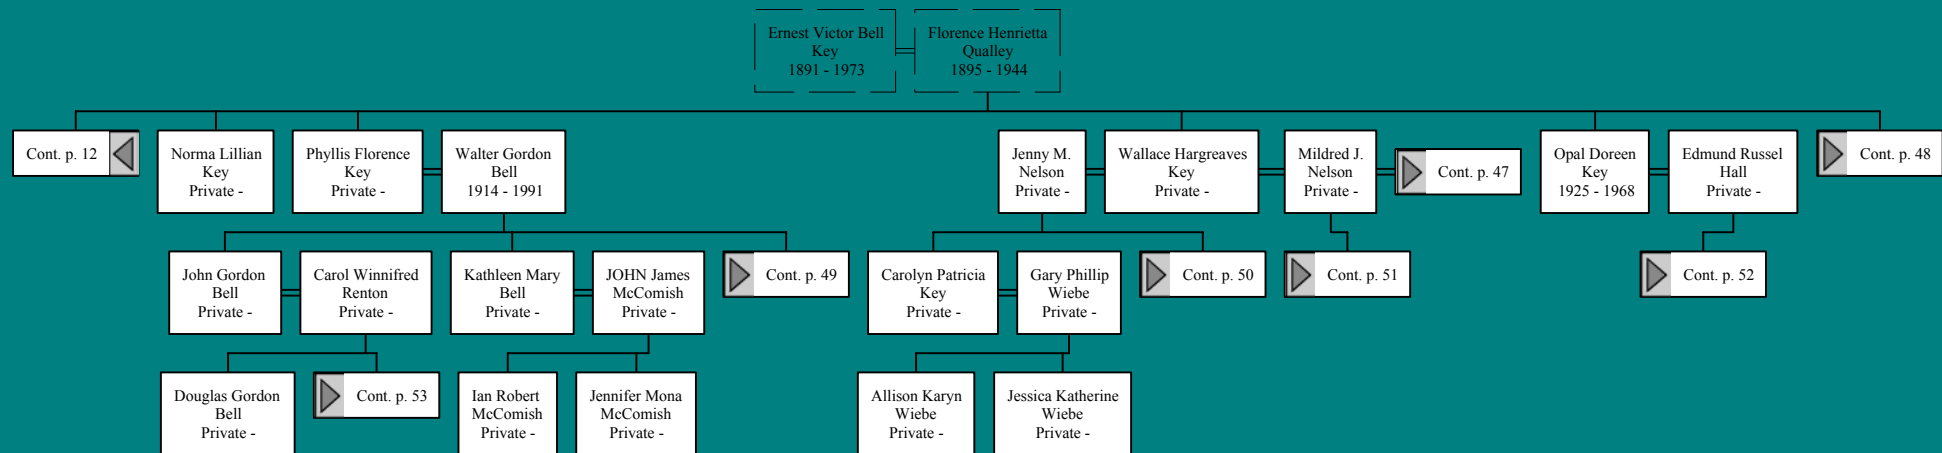 Ernest Victor Bell
Key
1891 - 1973
Florence Henrietta
Qualley
1895 - 1944
Cont. p. 12
Norma Lillian
Key
Private -
Phyllis Florence
Key
Private -
Walter Gordon
Bell
1914 - 1991
Jenny M.
Nelson
Private -
Wallace Hargreaves
Key
Private -
Mildred J.
Nelson
Private -
Cont. p. 47
Opal Doreen
Key
1925 - 1968
Edmund Russel
Hall
Private -
Cont. p. 48
John Gordon
Bell
Private -
Carol Winnifred
Renton
Private -
Kathleen Mary
Bell
Private -
JOHN James
McComish
Private -
Cont. p. 49
Carolyn Patricia
Key
Private -
Gary Phillip
Wiebe
Private -
Cont. p. 50
Cont. p. 51
Cont. p. 52
Douglas Gordon
Bell
Private -
Cont. p. 53
Ian Robert
McComish
Private -
Jennifer Mona
McComish
Private -
Allison Karyn
Wiebe
Private -
Jessica Katherine
Wiebe
Private -